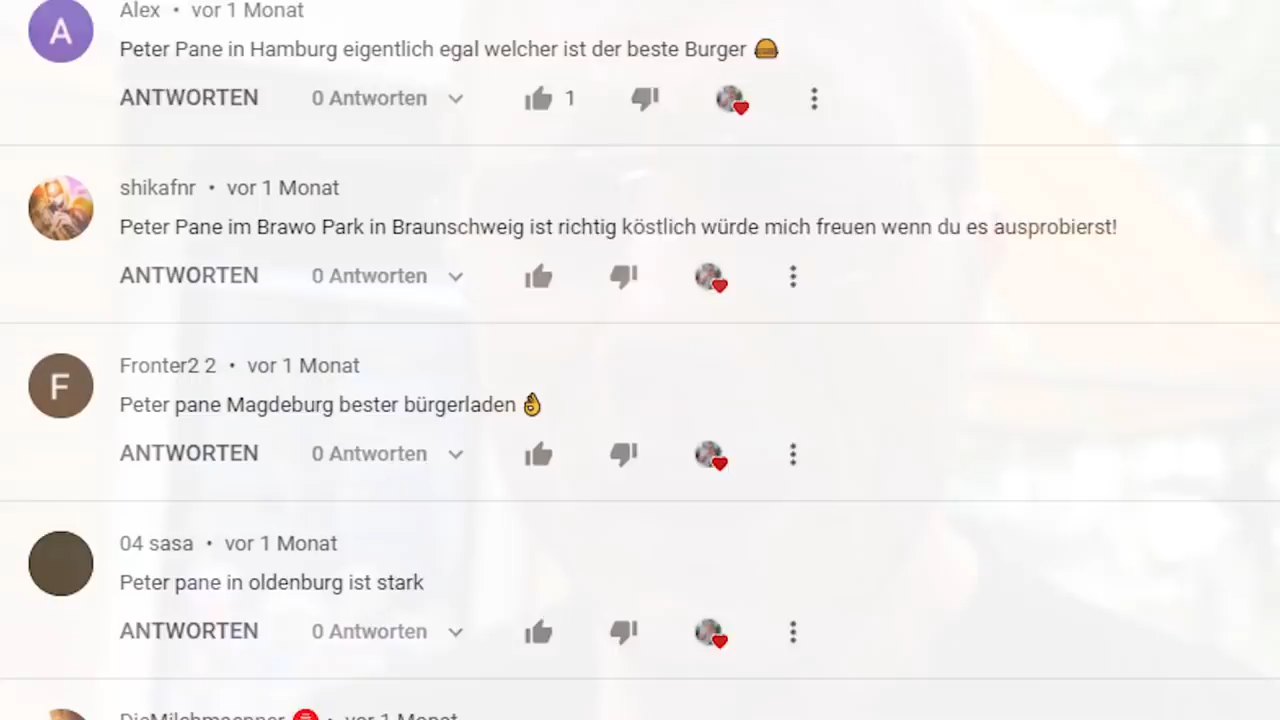 Alex • vor 1 Monat
Peter Pane in Hamburg eigentlich egal welcher ist der beste Burger 🍔
ANTWORTEN 0 Antworten 1
shikafnr • vor 1 Monat
Peter Pane im Brawo Park in Braunschweig ist richtig köstlich würde mich freuen wenn du es ausprobierst!
ANTWORTEN 0 Antworten
F
Fronter2 2 • vor 1 Monat
Peter pane Magdeburg bester bürgerladen 👌
ANTWORTEN 0 Antworten
04 sasa • vor 1 Monat
Peter pane in oldenburg ist stark
ANTWORTEN 0 Antworten
vor 1 Monat